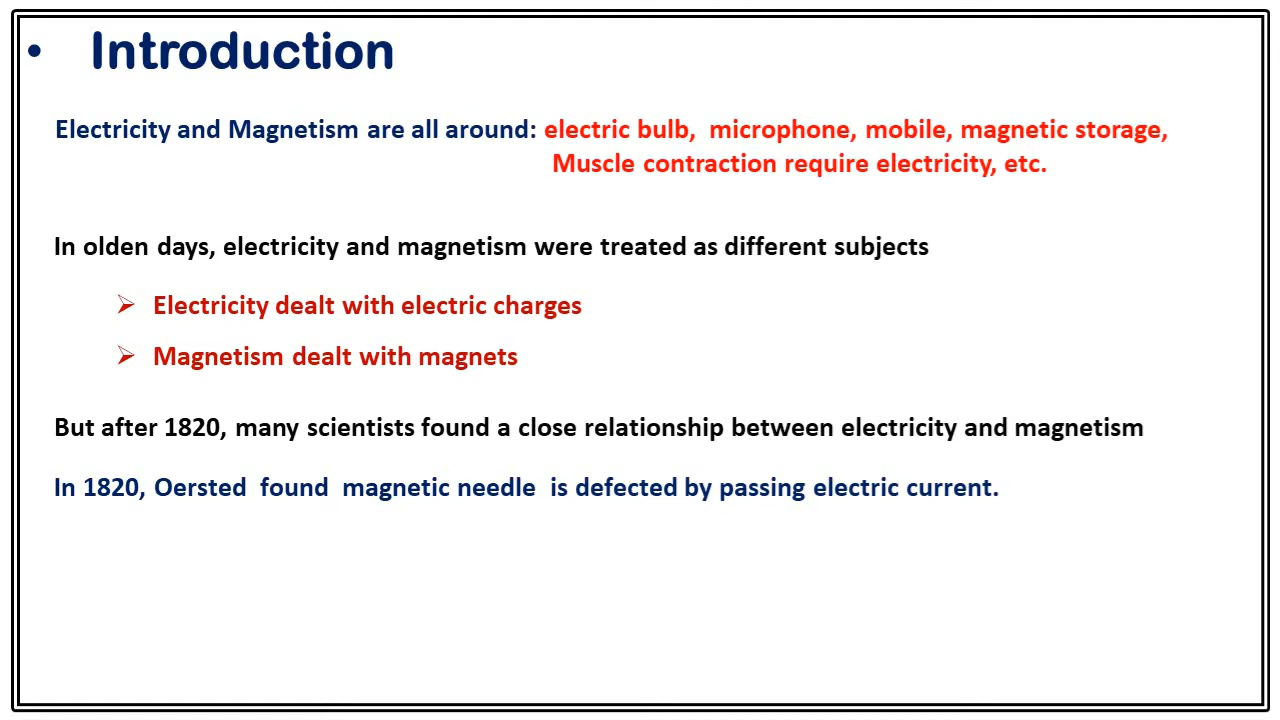 • Introduction
Electricity and Magnetism are all around: electric bulb, microphone, mobile, magnetic storage,
Muscle contraction require electricity, etc.
In olden days, electricity and magnetism were treated as different subjects
➢ Electricity dealt with electric charges
➢ Magnetism dealt with magnets
But after 1820, many scientists found a close relationship between electricity and magnetism
In 1820, Oersted found magnetic needle is defected by passing electric current.